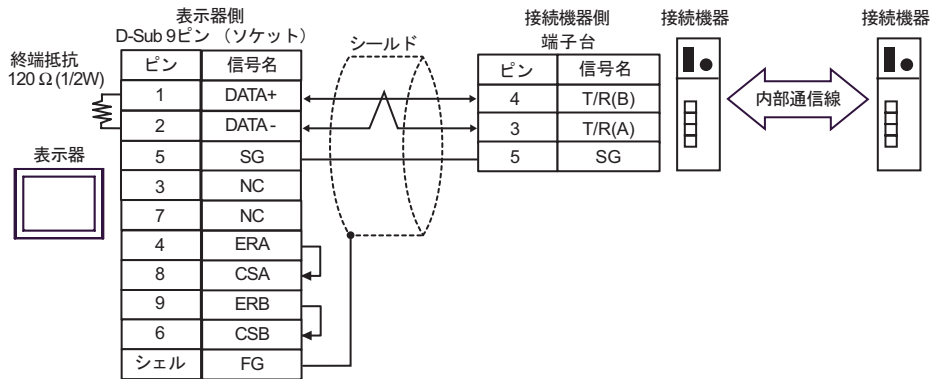 表示器側
D-Sub 9ピン （ソケット）
終端抵抗
120 Ω (1/2W)
表示器
ピン 信号名
1 DATA+
2 DATA -
5 SG
3 NC
7 NC
4 ERA
8 CSA
9 ERB
6 CSB
シェル FG
シールド
接続機器側
端子台
ピン 信号名
4 T/R(B)
3 T/R(A)
5 SG
接続機器
内部通信線
接続機器